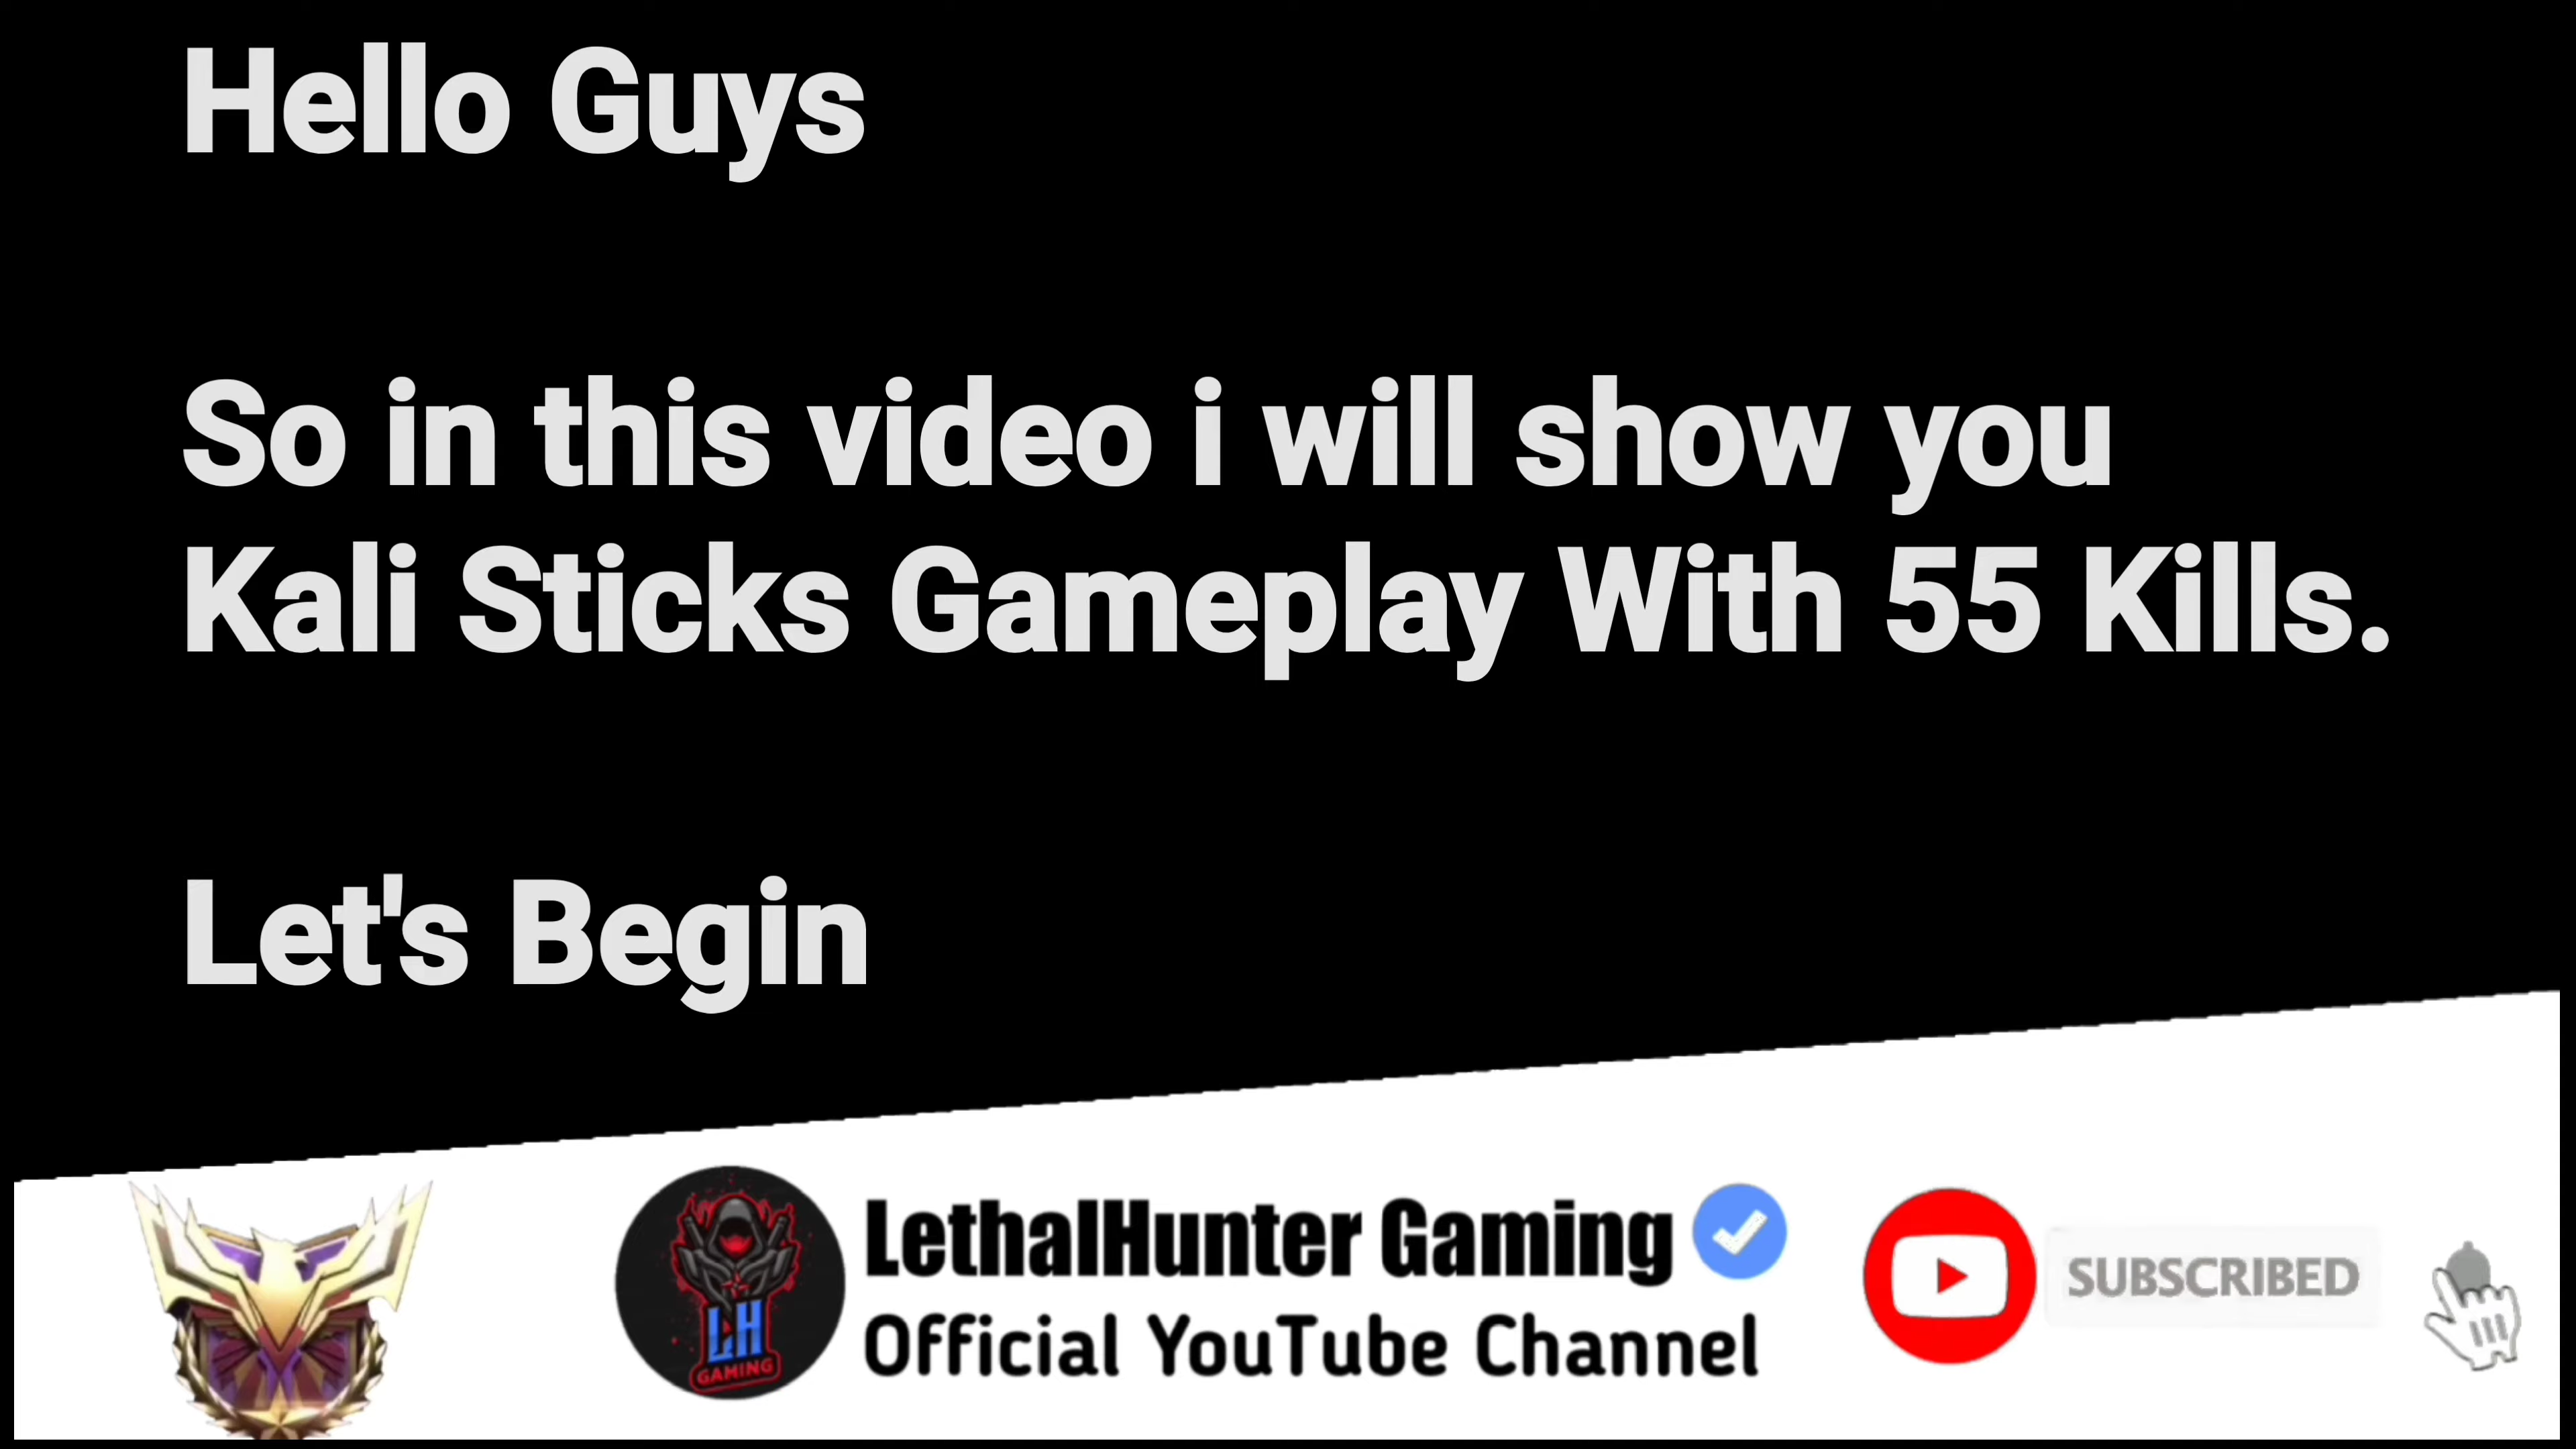 Hello Guys
So in this video i will show you
Kali Sticks Gameplay With 55 Kills.
Let's Begin
LethalHunter Gaming
Official YouTube Channel
LH
GAMING
SUBSCRIBED